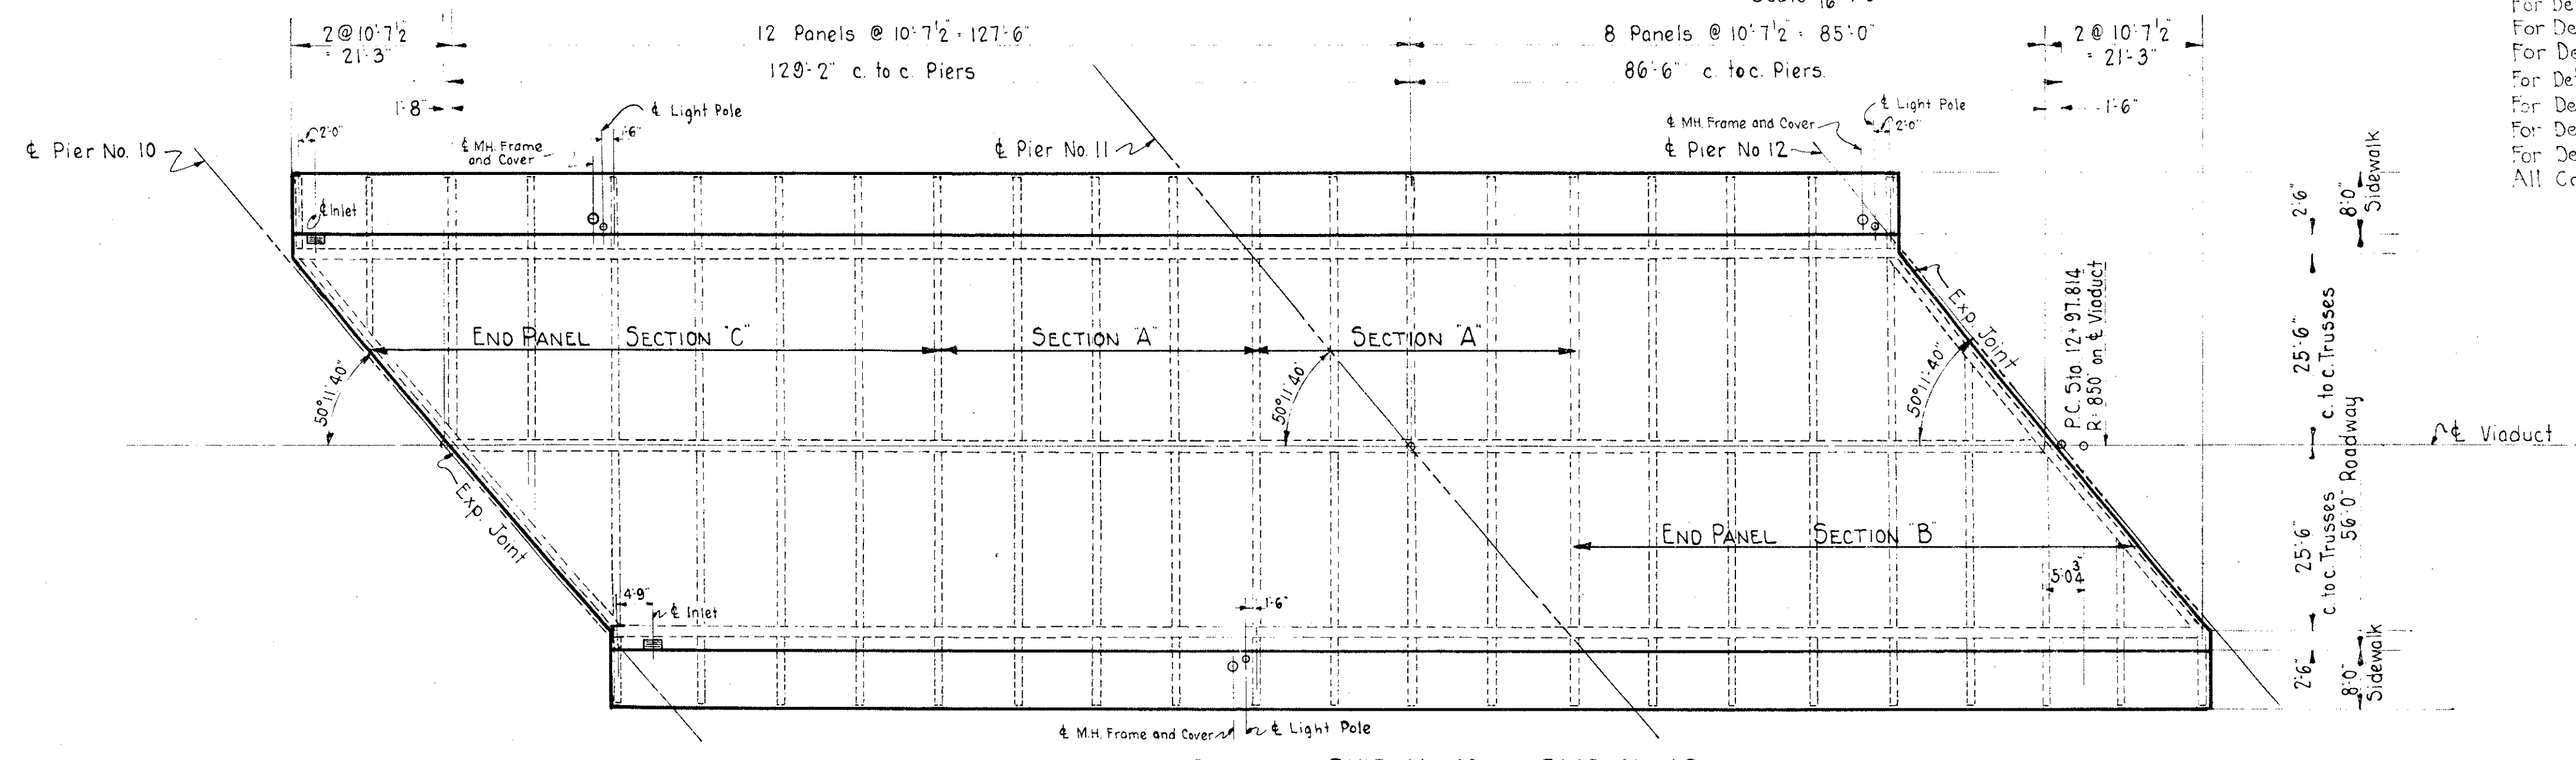 2 @ 10'-7½"
= 21'-3"
12 Panels @ 10'-7½" = 127'-6"
129'-2" c. to c. Piers
8 Panels @ 10'-7½" = 85'-0"
86'-6" c. to c. Piers.
2 @ 10'-7½"
= 21'-3"
1'-8"
1'-6"
For De
For De
For De
For De
For De
For De
All Co
℄ Pier No. 10
2'-0"
℄ MH. Frame
and Cover
℄ Light Pole
1'-6"
℄ Pier No. 11
℄ MH. Frame and Cover
℄ Light Pole
2'-0"
℄ Pier No 12
℄ Inlet
END PANEL SECTION "C"
SECTION "A"
SECTION "A"
50°11'-40"
50°11'40"
50°11'-40"
Exp. Joint
Exp. Joint
P.C. Sta. 12+97.814
R= 850' on ℄ Viaduct
℄ Viaduct
END PANEL SECTION "B"
5'-0¾"
4'-9"
℄ Inlet
1'-6"
℄ M.H. Frame and Cover
℄ Light Pole
2'-6"
8'-0"
Sidewalk
25'-6"
c. to c. Trusses
56'-0" Roadway
25'-6"
c. to c. Trusses
2'-6"
8'-0"
Sidewalk